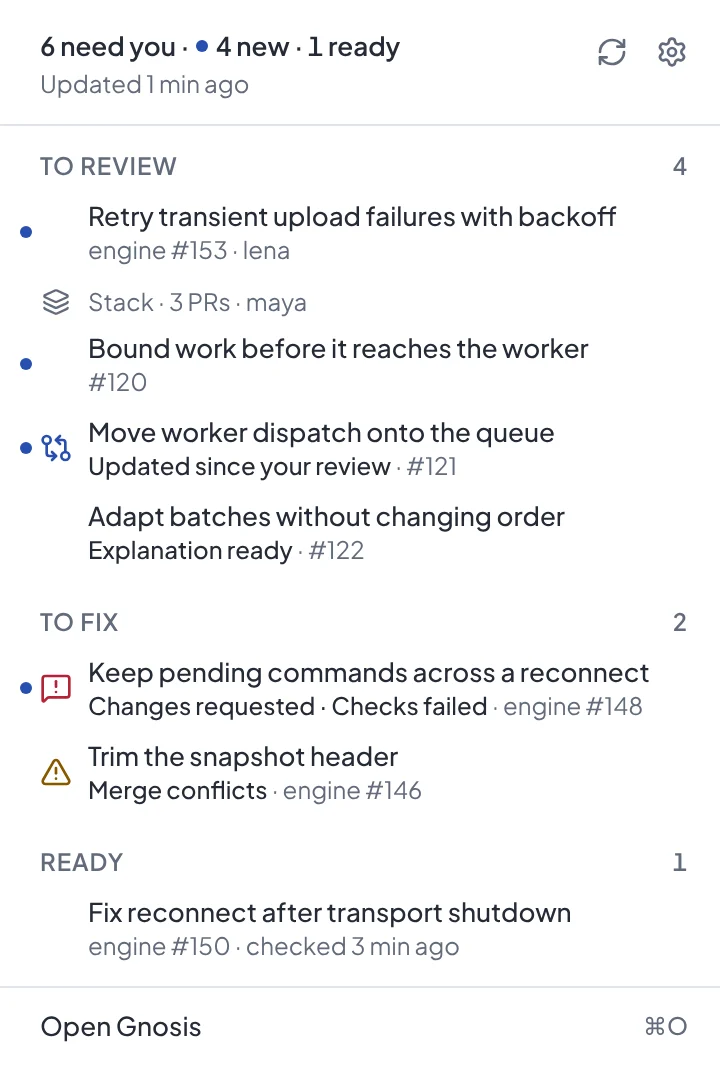 6 need you · 4 new · 1 ready
Updated 1 min ago
TO REVIEW 4
Retry transient upload failures with backoff
engine #153 · lena
Stack · 3 PRs · maya
Bound work before it reaches the worker
#120
Move worker dispatch onto the queue
Updated since your review · #121
Adapt batches without changing order
Explanation ready · #122
TO FIX 2
Keep pending commands across a reconnect
Changes requested · Checks failed · engine #148
Trim the snapshot header
Merge conflicts · engine #146
READY 1
Fix reconnect after transport shutdown
engine #150 · checked 3 min ago
Open Gnosis ⌘O